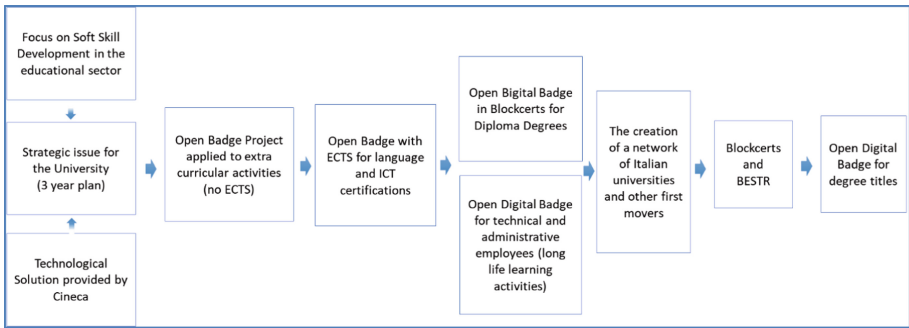 Focus on Soft Skill
Development in the
educational sector
Strategic issue for
the University
(3 year plan)
Technological
Solution provided by
Cineca
Open Badge Project
applied to extra
curricular activities
(no ECTS)
Open Badge with
ECTS for language
and ICT
certifications
Open Bigital Badge
in Blockcerts for
Diploma Degrees
Open Digital Badge
for technical and
administrative
employees (long
life learning
activities)
The creation
of a network
of Italian
universities
and other first
movers
Blockcerts
and
BESTR
Open Digital
Badge for
degree titles